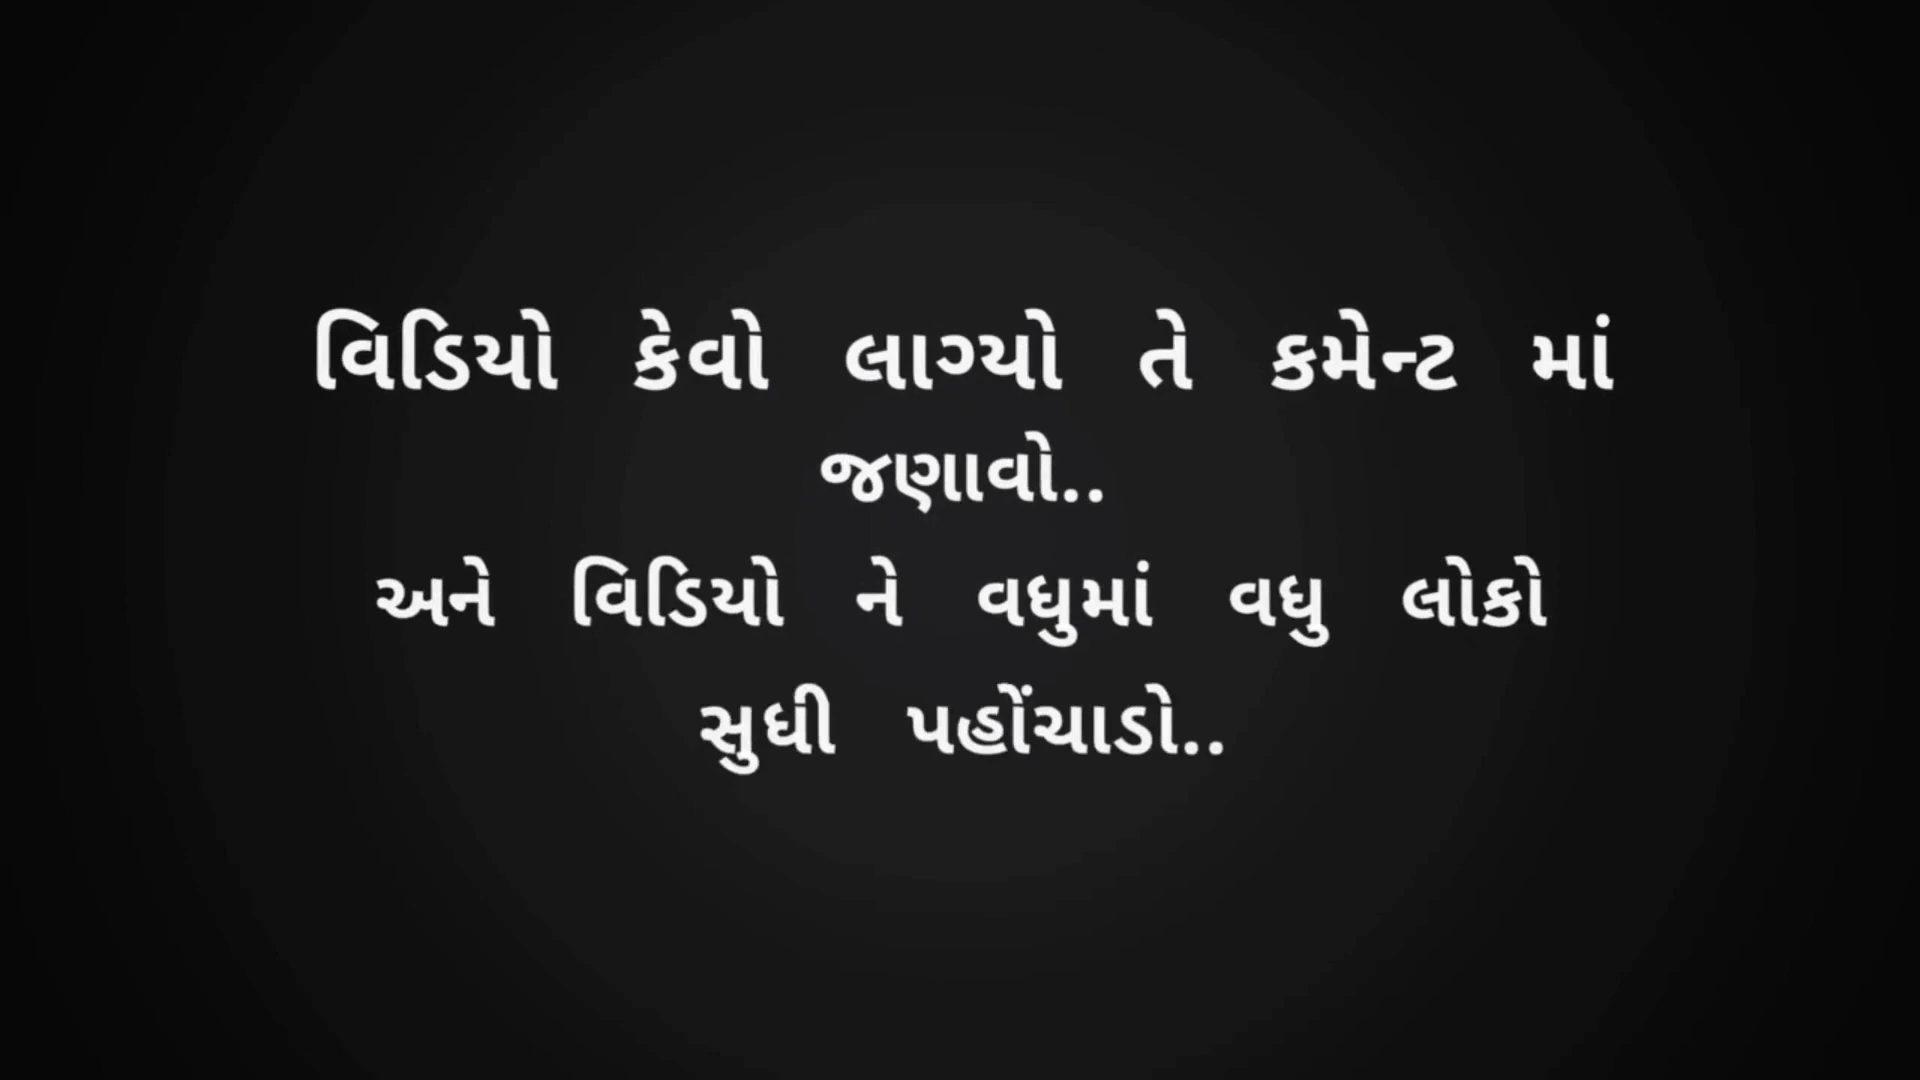 વિડિયો કેવો લાગ્યો તે કમેન્ટ માં
જણાવો..
અને વિડિયો ને વધુમાં વધુ લોકો
સુધી પહોંચાડો..